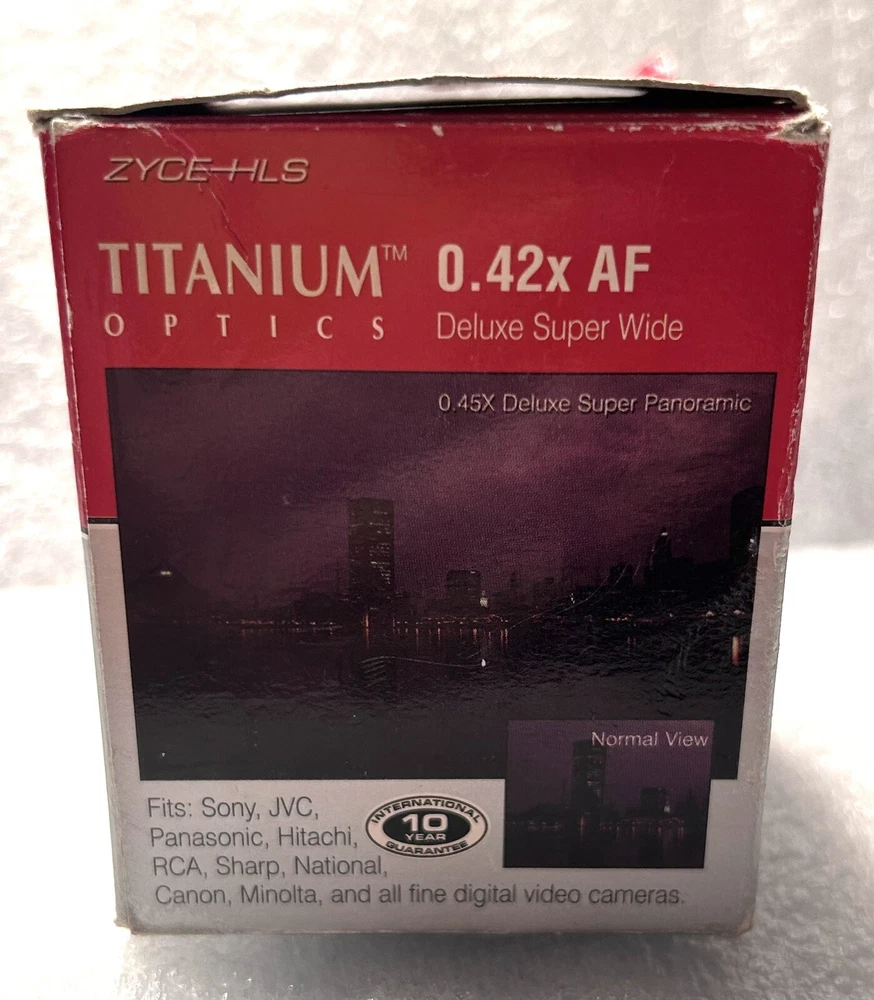 ZYCE-HLS
TITANIUM™ 0.42x AF
OPTICS Deluxe Super Wide
0.45X Deluxe Super Panoramic
Normal View
Fits: Sony, JVC,
Panasonic, Hitachi,
RCA, Sharp, National,
Canon, Minolta, and all fine digital video cameras.
INTERNATIONAL
10
YEAR
GUARANTEE